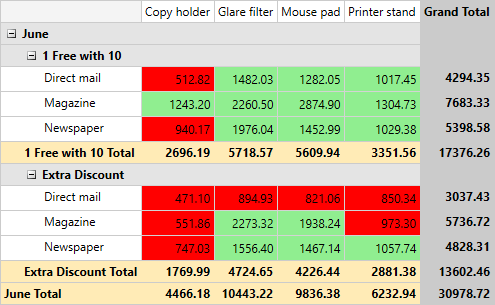 Copy holder Glare filter Mouse pad Printer stand Grand Total
June
1 Free with 10
Direct mail 512.82 1482.03 1282.05 1017.45 4294.35
Magazine 1243.20 2260.50 2874.90 1304.73 7683.33
Newspaper 940.17 1976.04 1452.99 1029.38 5398.58
1 Free with 10 Total 2696.19 5718.57 5609.94 3351.56 17376.26
Extra Discount
Direct mail 471.10 894.93 821.06 850.34 3037.43
Magazine 551.86 2273.32 1938.24 973.30 5736.72
Newspaper 747.03 1556.40 1467.14 1057.74 4828.31
Extra Discount Total 1769.99 4724.65 4226.44 2881.38 13602.46
June Total 4466.18 10443.22 9836.38 6232.94 30978.72